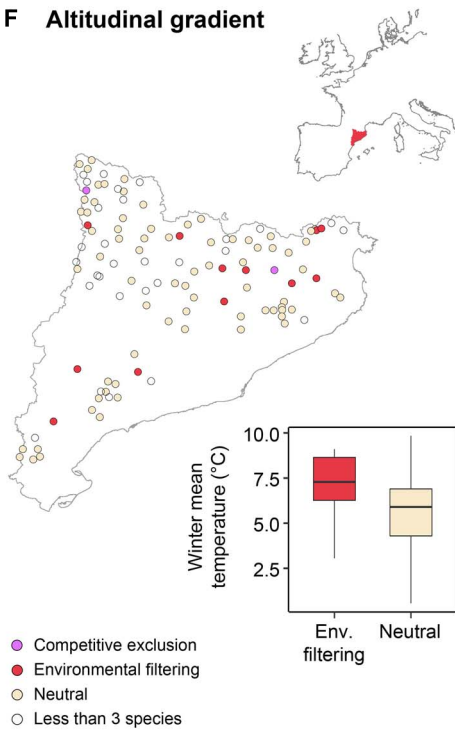 F Altitudinal gradient
Winter mean
temperature (°C)
10.0
7.5
5.0
2.5
Env.
filtering
Neutral
Competitive exclusion
Environmental filtering
Neutral
Less than 3 species